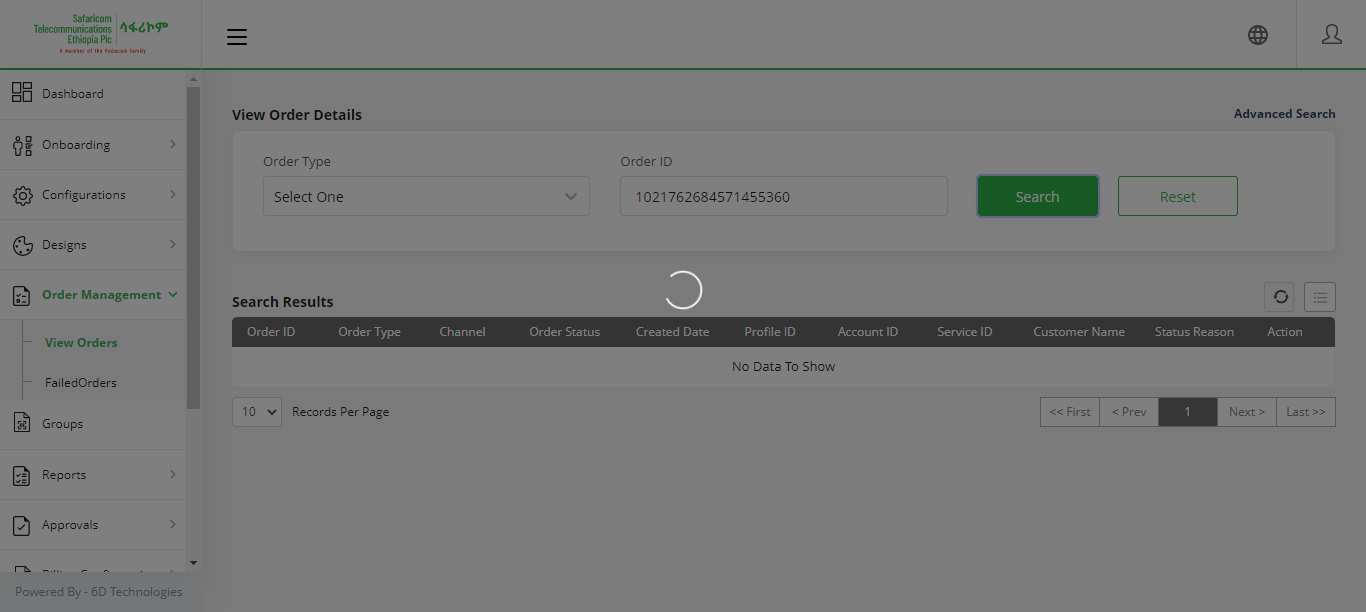 Safaricom
Telecommunications
Ethiopia Plc
ሳፋሪኮም
A member of the Vodacom family
Dashboard
Onboarding
Configurations
Designs
Order Management
View Orders
FailedOrders
Groups
Reports
Approvals
Powered By - 6D Technologies
View Order Details
Advanced Search
Order Type
Order ID
Select One
1021762684571455360
Search
Reset
Search Results
Order ID Order Type Channel Order Status Created Date Profile ID Account ID Service ID Customer Name Status Reason Action
No Data To Show
10 Records Per Page
<< First < Prev 1 Next > Last >>